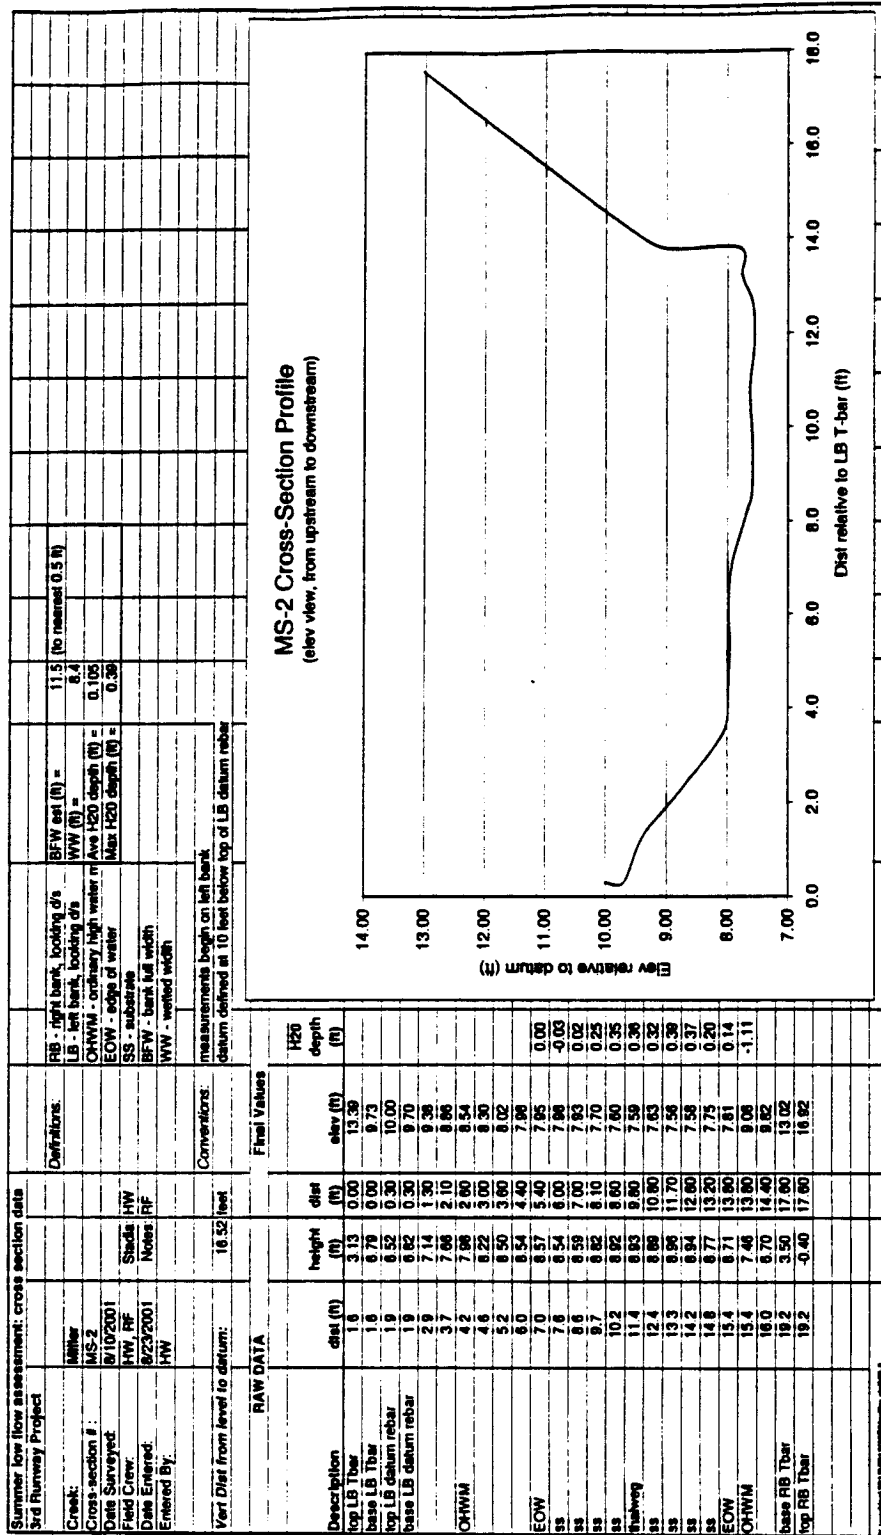 Summer low flow assessment: cross section data
3rd Runway Project
Creek: Miller
Cross-section #: MS-2
Date Surveyed: 8/10/2001
Field Crew: HW, RF Stadia: HW
Date Entered: 8/23/2001 Notes: RF
Entered By: HW
Vert Dist from level to datum: 16.52 feet
Definitions: RB - right bank, looking d/s
LB - left bank, looking d/s
OHWM - ordinary high water m
EOW - edge of water
SS - substrate
BFW - bank full width
WW - wetted width
BFW est (ft) = 11.5 (to nearest 0.5 ft)
WW (ft) = 8.4
Ave H20 depth (ft) = 0.105
Max H20 depth (ft) = 0.39
Conventions: measurements begin on left bank
datum defined at 10 feet below top of LB datum rebar
RAW DATA Final Values
Description dist (ft) height (ft) dist (ft) elev (ft) H20 depth (ft)
top LB Tbar 1.6 3.13 0.00 13.39
base LB Tbar 1.6 6.79 0.00 9.73
top LB datum rebar 1.9 6.52 0.30 10.00
base LB datum rebar 1.9 6.82 0.30 9.70
2.9 7.14 1.30 9.38
3.7 7.66 2.10 8.86
OHWM 4.2 7.98 2.60 8.54
4.6 8.22 3.00 8.30
5.2 8.50 3.60 8.02
6.0 8.54 4.40 7.98
EOW 7.0 8.57 5.40 7.95 0.00
ss 7.6 8.54 6.00 7.98 -0.03
ss 8.6 8.59 7.00 7.93 0.02
ss 9.7 8.82 8.10 7.70 0.25
ss 10.2 8.92 8.60 7.60 0.35
thalweg 11.4 8.93 9.80 7.59 0.36
ss 12.4 8.89 10.80 7.63 0.32
ss 13.3 8.96 11.70 7.56 0.39
ss 14.2 8.94 12.60 7.58 0.37
ss 14.8 8.77 13.20 7.75 0.20
EOW 15.4 8.71 13.80 7.81 0.14
OHWM 15.4 7.46 13.80 9.06 -1.11
16.0 6.70 14.40 9.82
base RB Tbar 19.2 3.50 17.60 13.02
top RB Tbar 19.2 -0.40 17.60 16.92
MS-2 Cross-Section Profile
(elev view, from upstream to downstream)
Elev relative to datum (ft)
14.00
13.00
12.00
11.00
10.00
9.00
8.00
7.00
0.0 2.0 4.0 6.0 8.0 10.0 12.0 14.0 16.0 18.0
Dist relative to LB T-bar (ft)